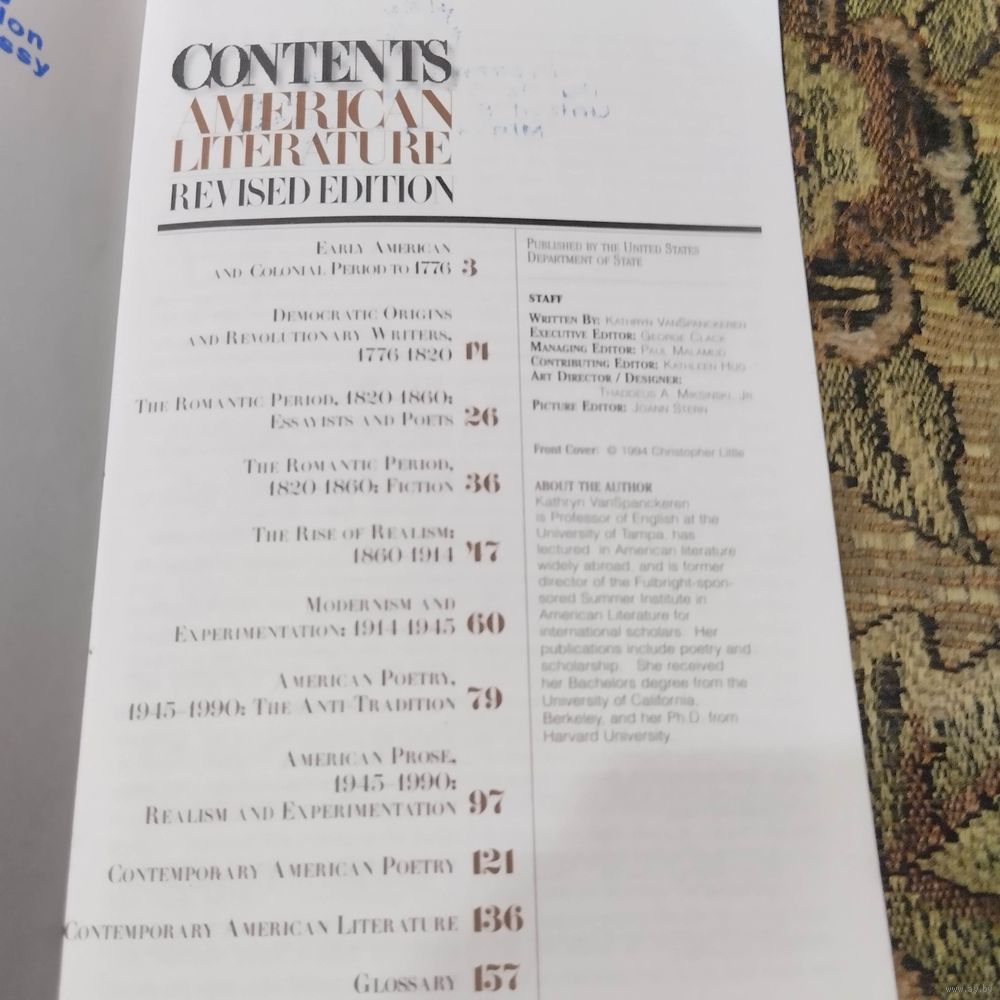 CONTENTS
AMERICAN
LITERATURE
REVISED EDITION
EARLY AMERICAN
AND COLONIAL PERIOD TO 1776 3
DEMOCRATIC ORIGINS
AND REVOLUTIONARY WRITERS,
1776-1820 14
THE ROMANTIC PERIOD, 1820-1860:
ESSAYISTS AND POETS 26
THE ROMANTIC PERIOD,
1820-1860: FICTION 36
THE RISE OF REALISM:
1860-1914 47
MODERNISM AND
EXPERIMENTATION: 1914-1945 60
AMERICAN POETRY,
1945–1990: THE ANTI-TRADITION 79
AMERICAN PROSE,
1945–1990:
REALISM AND EXPERIMENTATION 97
CONTEMPORARY AMERICAN POETRY 121
CONTEMPORARY AMERICAN LITERATURE 136
GLOSSARY 157
PUBLISHED BY THE UNITED STATES
DEPARTMENT OF STATE
STAFF
WRITTEN BY: KATHRYN VANSPANCKEREN
EXECUTIVE EDITOR: GEORGE CLACK
MANAGING EDITOR: PAUL MALAMUD
CONTRIBUTING EDITOR: KATHLEEN HUG
ART DIRECTOR / DESIGNER:
THADDEUS A. MIKSINSKI, JR.
PICTURE EDITOR: JOANN STERN
Front Cover: © 1994 Christopher Little
ABOUT THE AUTHOR
Kathryn VanSpanckeren
is Professor of English at the
University of Tampa, has
lectured in American literature
widely abroad, and is former
director of the Fulbright-spon-
sored Summer Institute in
American Literature for
international scholars. Her
publications include poetry and
scholarship. She received
her Bachelors degree from the
University of California,
Berkeley, and her Ph.D. from
Harvard University.
www.ay.by